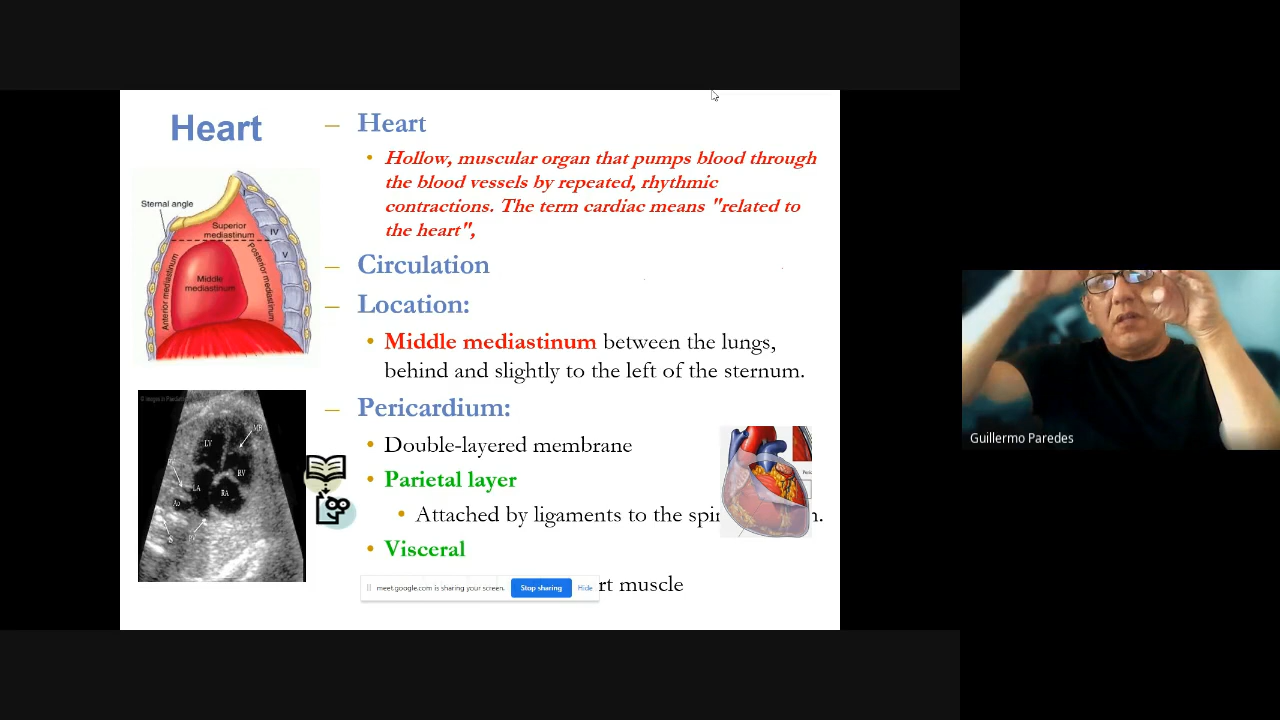 Heart
– Heart
• Hollow, muscular organ that pumps blood through
the blood vessels by repeated, rhythmic
contractions. The term cardiac means "related to
the heart",
– Circulation
– Location:
• Middle mediastinum between the lungs,
behind and slightly to the left of the sternum.
– Pericardium:
• Double-layered membrane
• Parietal layer
• Attached by ligaments to the
• Visceral
muscle
Sternal angle
Superior
mediastinum
IV
V
Middle
mediastinum
Anterior mediastinum
Posterior mediastinum
LV
MB
RV
LA
RA
Ao
meet.google.com is sharing your screen.
Stop sharing
Hide
Guillermo Paredes